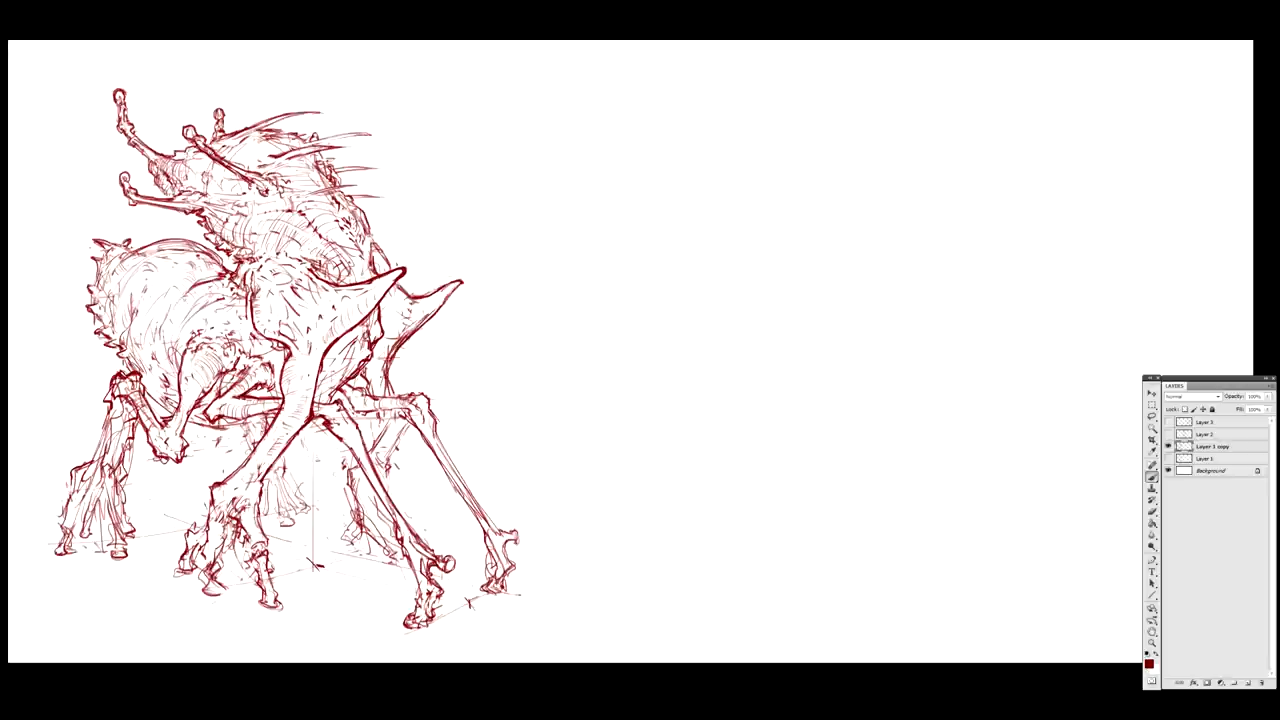 LAYERS
Normal Opacity: 100%
Lock: Fill: 100%
Layer 3
Layer 2
Layer 1 copy
Layer 1
Background